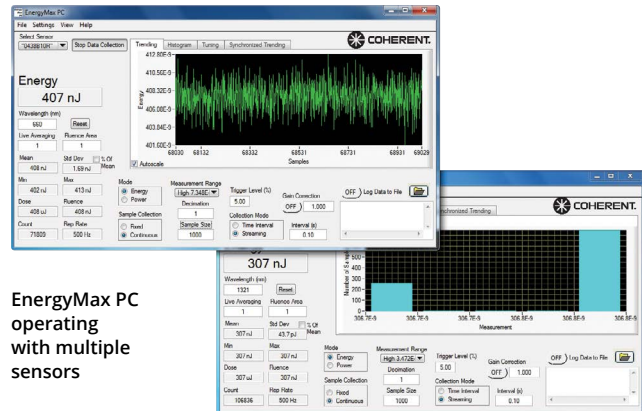 EnergyMax PC
File Settings View Help
Select Sensor
"0438B10R"
Stop Data Collection
Trending Histogram Tuning Synchronized Trending
COHERENT.
Energy
407 nJ
Wavelength (nm)
660 Reset
Live Averaging Fluence Area
1 1
Mean Std Dev % Of Mean
408 nJ 1.69 nJ
Min Max
402 nJ 413 nJ
Dose Fluence
408 uJ 408 nJ
Count Rep Rate
71809 500 Hz
Energy
412.80E-9
410.56E-9
408.32E-9
406.08E-9
403.84E-9
401.60E-9
68030 68132 68332 68531 68731 68931 69029
Samples
Autoscale
Mode
Energy
Power
Sample Collection
Fixed
Continuous
Measurement Range
High 7.348E
Decimation
1
Sample Size
1000
Trigger Level (%)
5.00
Collection Mode
Time Interval
Streaming
Gain Correction
OFF 1.000
Interval (s)
0.10
OFF Log Data to File
Synchronized Trending
COHERENT.
307 nJ
Wavelength (nm)
1321 Reset
Live Averaging Fluence Area
1 1
Mean Std Dev % Of Mean
307 nJ 43.7 pJ
Min Max
307 nJ 307 nJ
Dose Fluence
307 uJ 307 nJ
Count Rep Rate
106836 500 Hz
Number of Samples
500
400
300
200
100
0
306.7E-9 306.7E-9 306.7E-9 306.8E-9 306.8E-9 306.8E-9
Measurement
Mode
Energy
Power
Sample Collection
Fixed
Continuous
Measurement Range
High 3.472E
Decimation
1
Sample Size
1000
Trigger Level (%)
5.00
Collection Mode
Time Interval
Streaming
Gain Correction
OFF 1.000
Interval (s)
0.10
OFF Log Data to File
EnergyMax PC
operating
with multiple
sensors